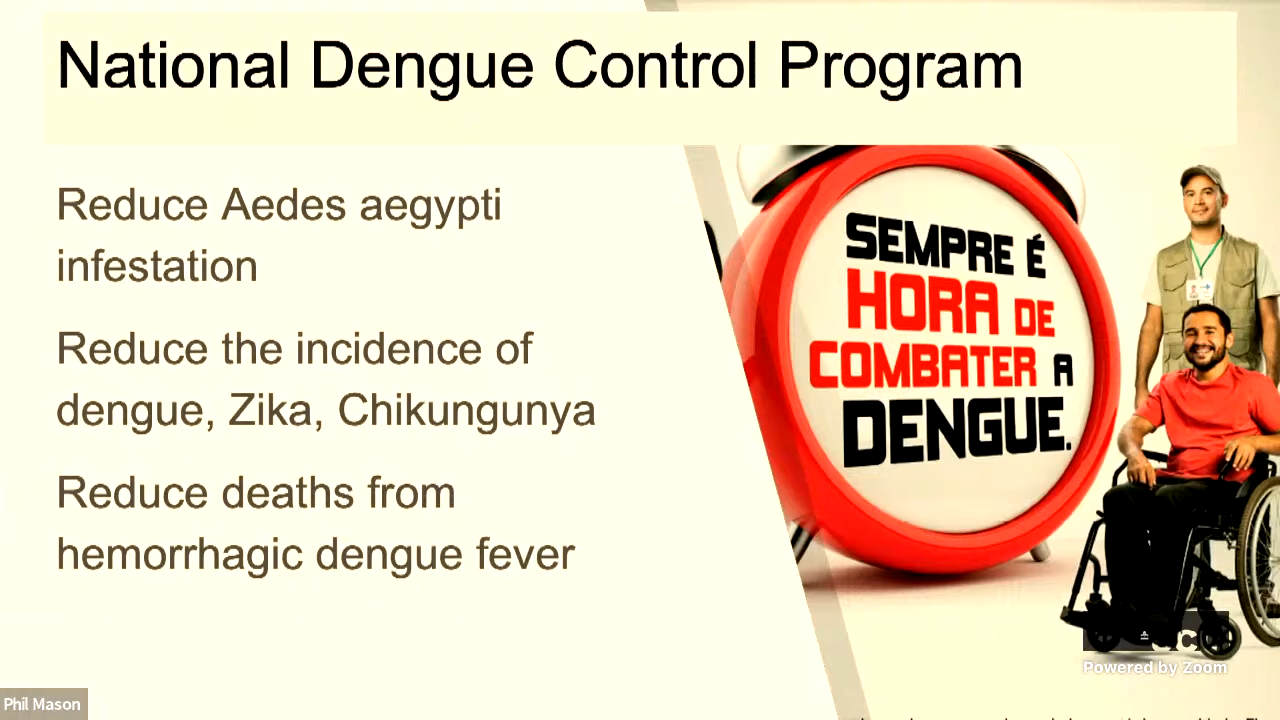 National Dengue Control Program
Reduce Aedes aegypti
infestation
Reduce the incidence of
dengue, Zika, Chikungunya
Reduce deaths from
hemorrhagic dengue fever
SEMPRE É
HORA DE
COMBATER A
DENGUE.
Powered by Zoom
Phil Mason